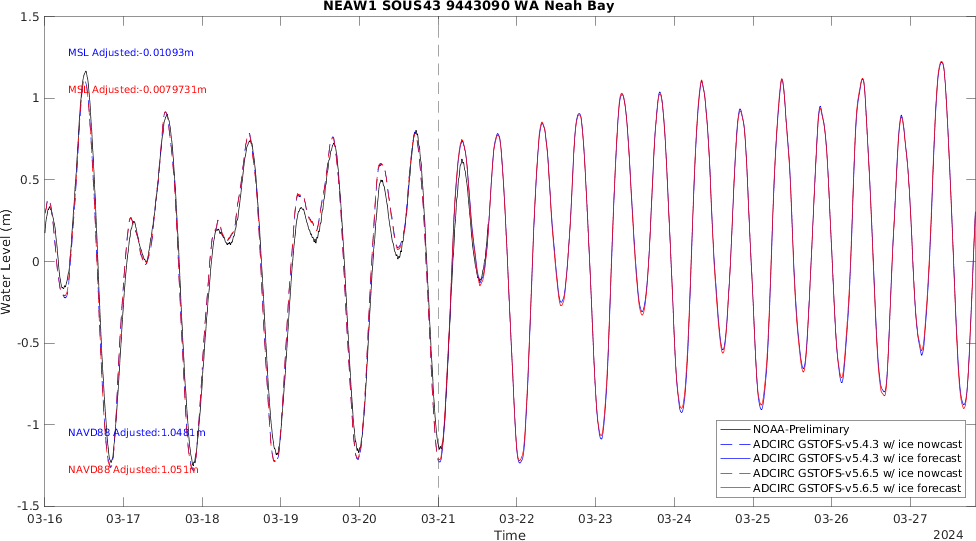 NEAW1 SOUS43 9443090 WA Neah Bay
1.5
1
0.5
0
-0.5
-1
-1.5
Water Level (m)
MSL Adjusted:-0.01093m
MSL Adjusted:-0.0079731m
NAVD88 Adjusted:1.0481m
NAVD88 Adjusted:1.051m
NOAA-Preliminary
ADCIRC GSTOFS-v5.4.3 w/ ice nowcast
ADCIRC GSTOFS-v5.4.3 w/ ice forecast
ADCIRC GSTOFS-v5.6.5 w/ ice nowcast
ADCIRC GSTOFS-v5.6.5 w/ ice forecast
03-16 03-17 03-18 03-19 03-20 03-21 03-22 03-23 03-24 03-25 03-26 03-27
Time
2024